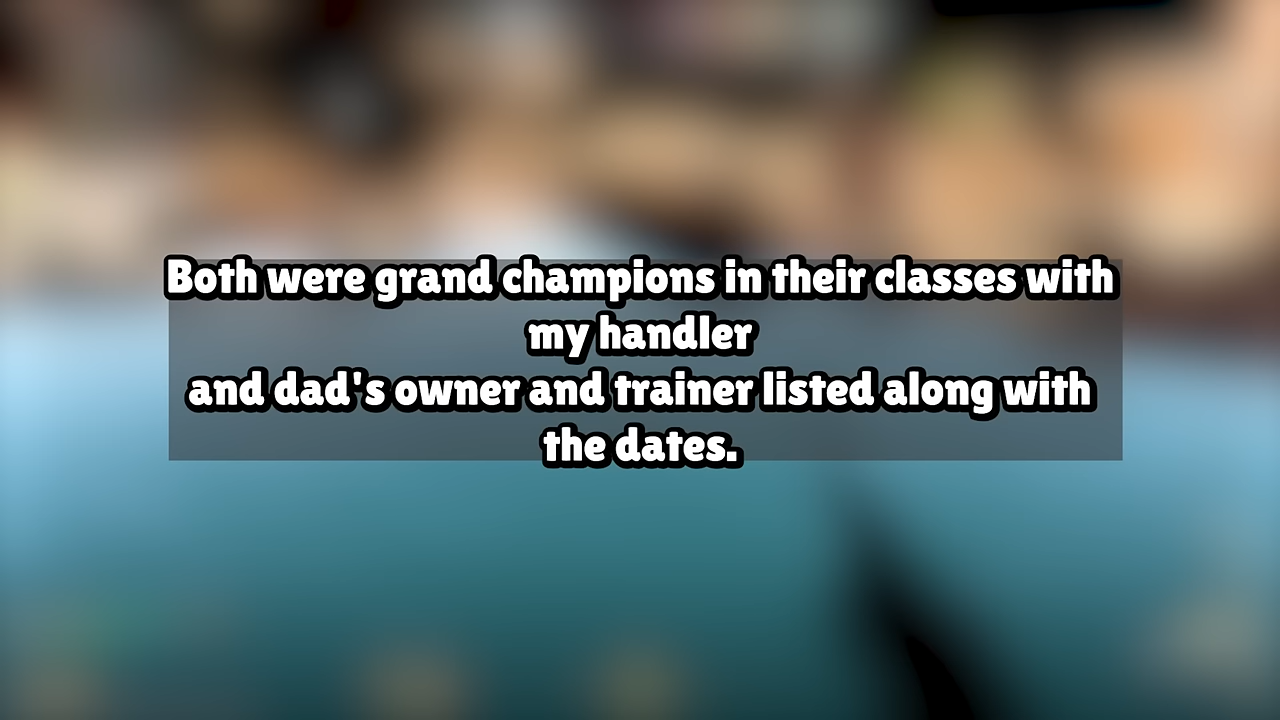 Both were grand champions in their classes with
my handler
and dad's owner and trainer listed along with
the dates.